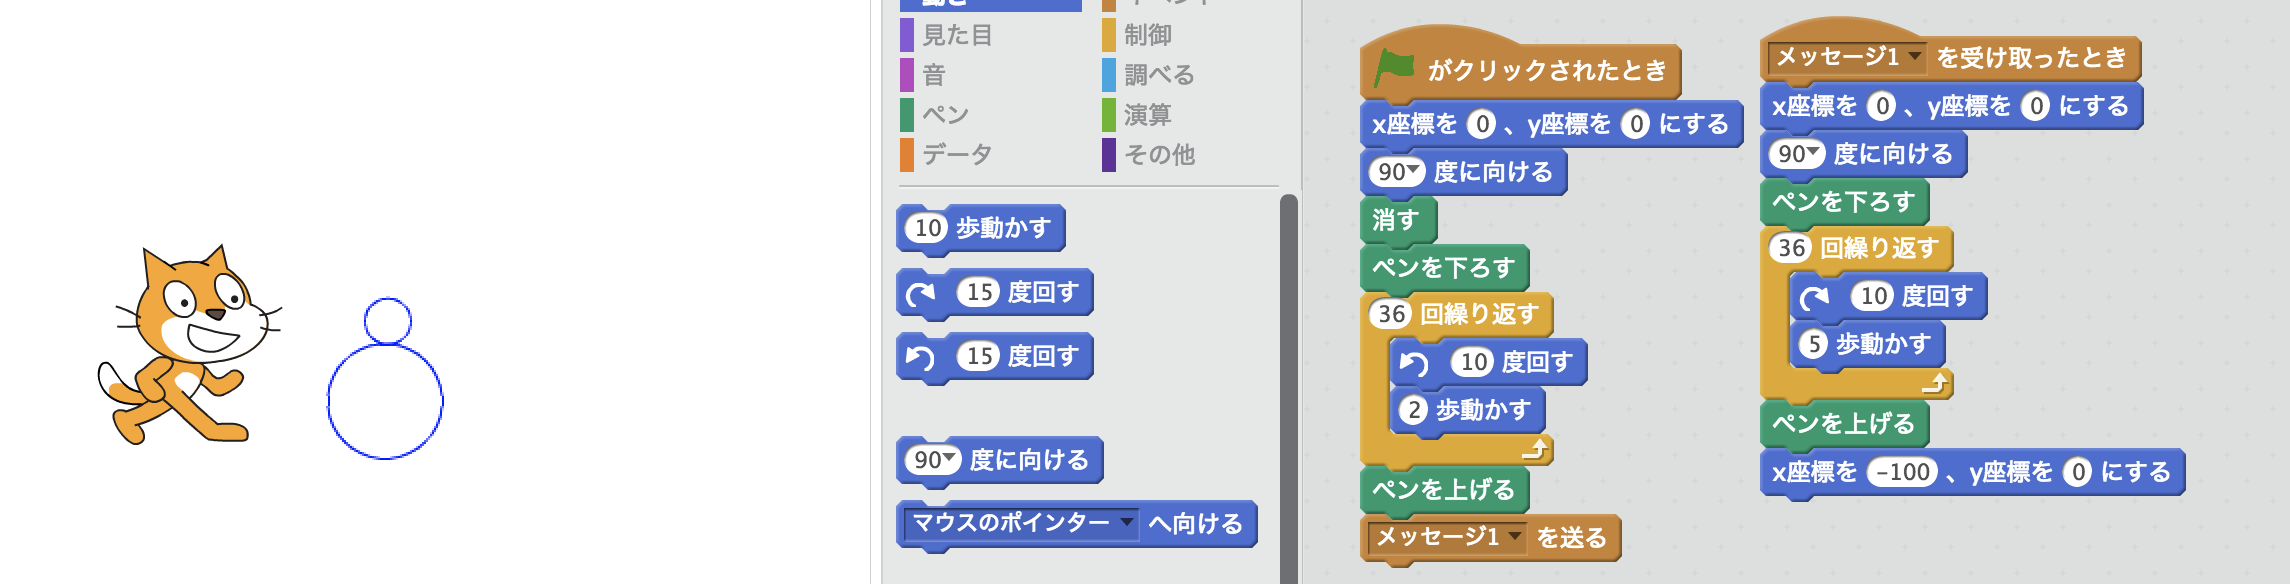 見た目
制御
音
調べる
ペン
演算
データ
その他
10 歩動かす
15 度回す
15 度回す
90▼ 度に向ける
マウスのポインター ▼ へ向ける
がクリックされたとき
x座標を 0 、y座標を 0 にする
90▼ 度に向ける
消す
ペンを下ろす
36 回繰り返す
10 度回す
2 歩動かす
ペンを上げる
メッセージ1 ▼ を送る
メッセージ1 ▼ を受け取ったとき
x座標を 0 、y座標を 0 にする
90▼ 度に向ける
ペンを下ろす
36 回繰り返す
10 度回す
5 歩動かす
ペンを上げる
x座標を -100 、y座標を 0 にする